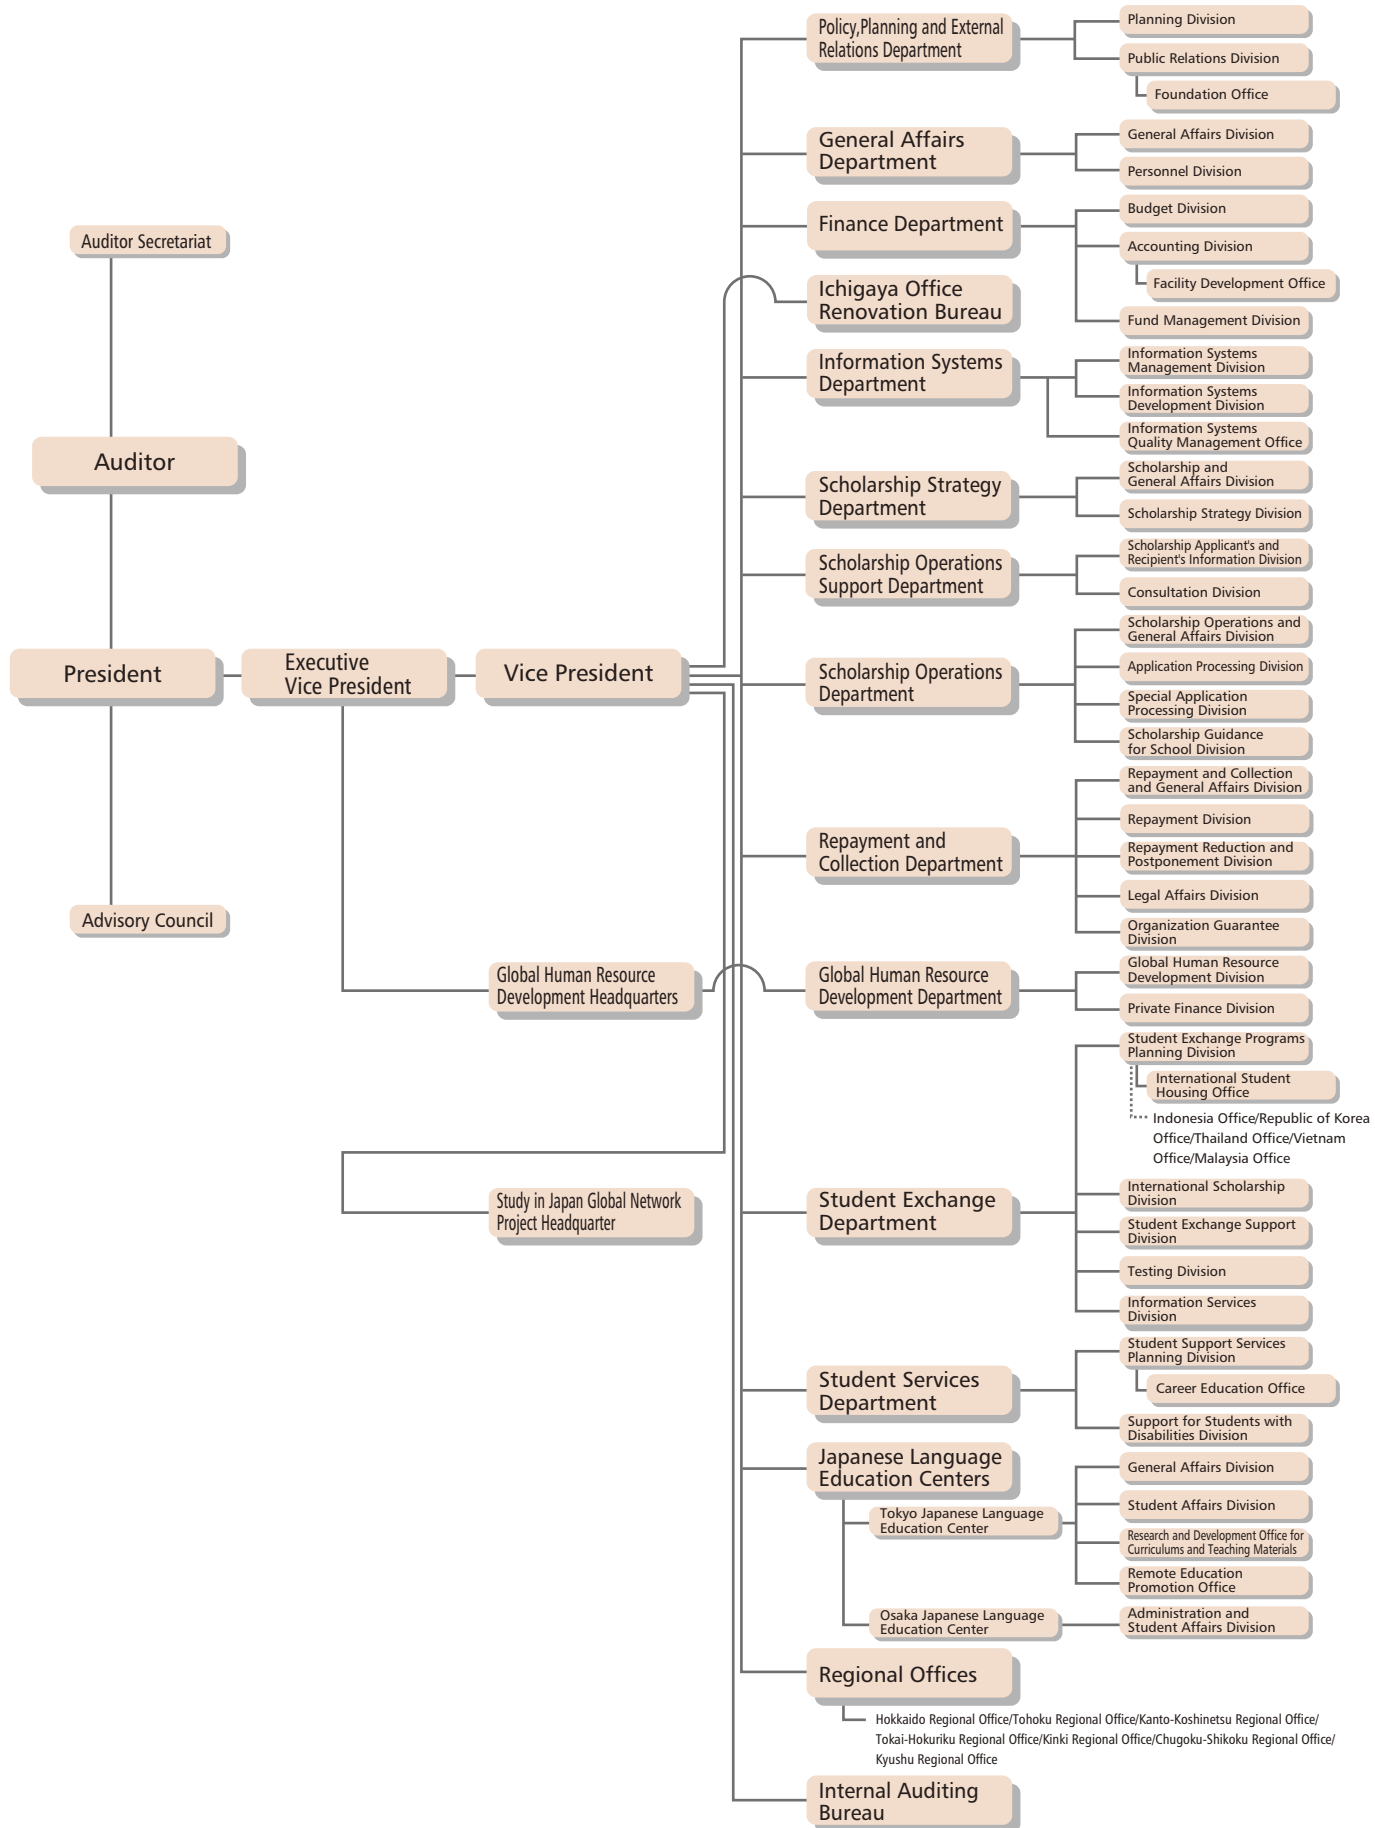 Auditor Secretariat
Auditor
President
Advisory Council
Executive
Vice President
Vice President
Global Human Resource
Development Headquarters
Study in Japan Global Network
Project Headquarter
Policy,Planning and External
Relations Department
Planning Division
Public Relations Division
Foundation Office
General Affairs
Department
General Affairs Division
Personnel Division
Finance Department
Budget Division
Accounting Division
Facility Development Office
Fund Management Division
Ichigaya Office
Renovation Bureau
Information Systems
Department
Information Systems
Management Division
Information Systems
Development Division
Information Systems
Quality Management Office
Scholarship Strategy
Department
Scholarship and
General Affairs Division
Scholarship Strategy Division
Scholarship Operations
Support Department
Scholarship Applicant's and
Recipient's Information Division
Consultation Division
Scholarship Operations
Department
Scholarship Operations and
General Affairs Division
Application Processing Division
Special Application
Processing Division
Scholarship Guidance
for School Division
Repayment and
Collection Department
Repayment and Collection
and General Affairs Division
Repayment Division
Repayment Reduction and
Postponement Division
Legal Affairs Division
Organization Guarantee
Division
Global Human Resource
Development Department
Global Human Resource
Development Division
Private Finance Division
Student Exchange
Department
Student Exchange Programs
Planning Division
International Student
Housing Office
Indonesia Office/Republic of Korea
Office/Thailand Office/Vietnam
Office/Malaysia Office
International Scholarship
Division
Student Exchange Support
Division
Testing Division
Information Services
Division
Student Services
Department
Student Support Services
Planning Division
Career Education Office
Support for Students with
Disabilities Division
Japanese Language
Education Centers
Tokyo Japanese Language
Education Center
General Affairs Division
Student Affairs Division
Research and Development Office for
Curriculums and Teaching Materials
Remote Education
Promotion Office
Osaka Japanese Language
Education Center
Administration and
Student Affairs Division
Regional Offices
Hokkaido Regional Office/Tohoku Regional Office/Kanto-Koshinetsu Regional Office/
Tokai-Hokuriku Regional Office/Kinki Regional Office/Chugoku-Shikoku Regional Office/
Kyushu Regional Office
Internal Auditing
Bureau